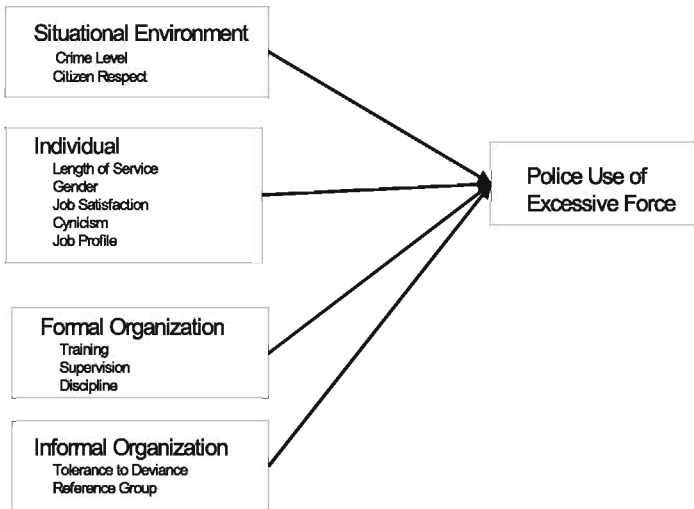 Situational Environment
Crime Level
Citizen Respect
Individual
Length of Service
Gender
Job Satisfaction
Cynicism
Job Profile
Formal Organization
Training
Supervision
Discipline
Informal Organization
Tolerance to Deviance
Reference Group
Police Use of
Excessive Force